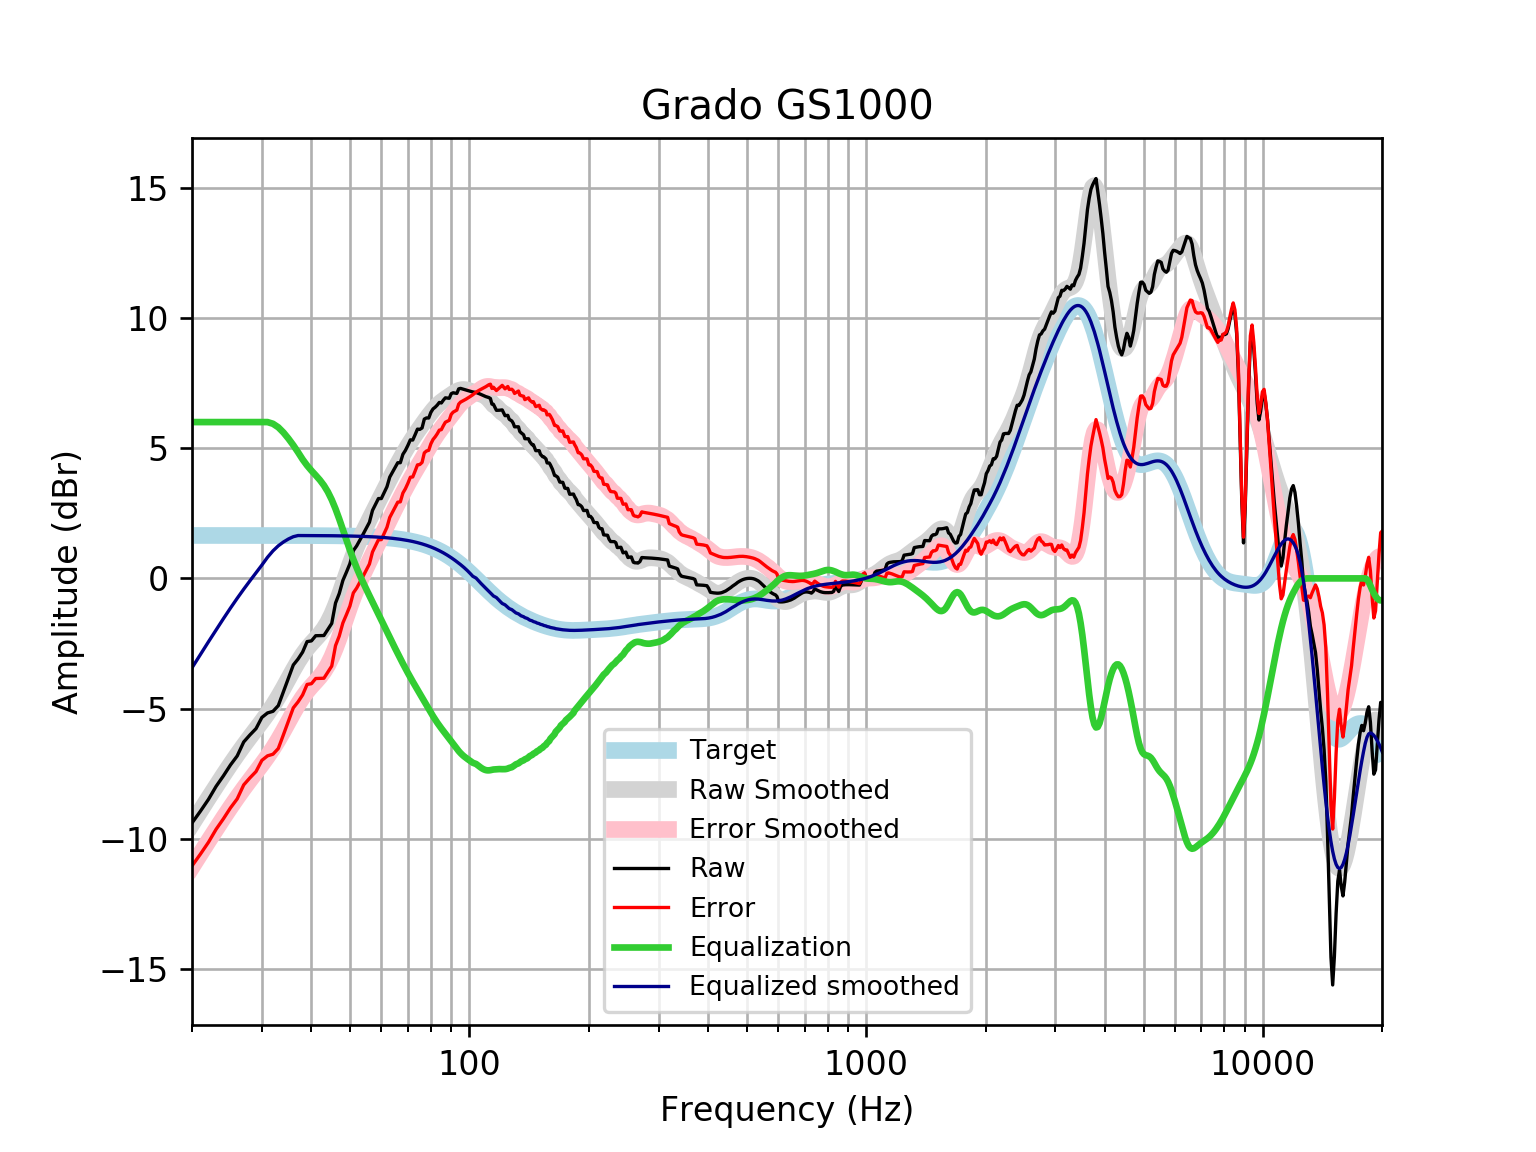 Grado GS1000
Amplitude (dBr)
15
10
5
0
−5
−10
−15
Target
Raw Smoothed
Error Smoothed
Raw
Error
Equalization
Equalized smoothed
100
1000
10000
Frequency (Hz)